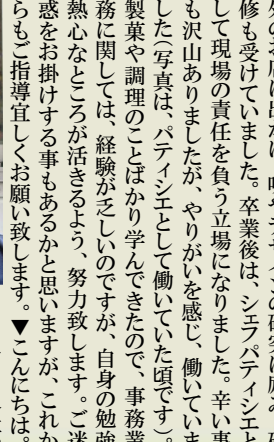 修も受けていました。卒業後は、シェフパティシエと
して現場の責任を負う立場になりました。辛い事
も沢山ありましたが、やりがいを感じ、働いていま
した（写真は、パティシエとして働いていた頃です）。
製菓や調理のことばかり学んできたので、事務業
務に関しては、経験が乏しいのですが、自身の勉強
熱心なところが活きるよう、努力致します。ご迷
惑をお掛けする事もあるかと思いますが、これか
らもご指導宜しくお願い致します。▼こんにちは。